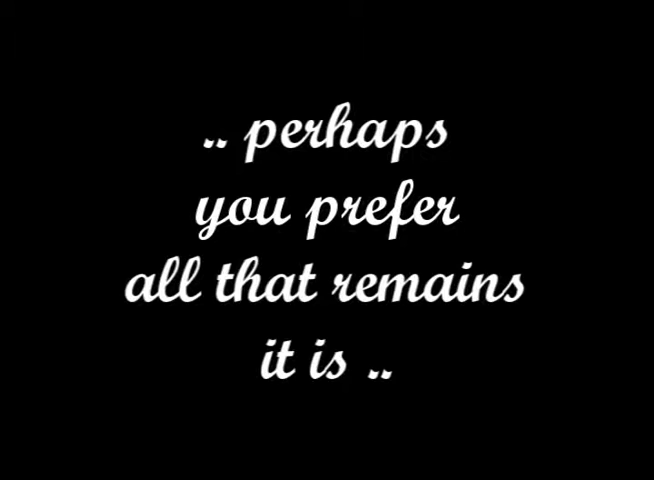 .. perhaps
you prefer
all that remains
it is ..